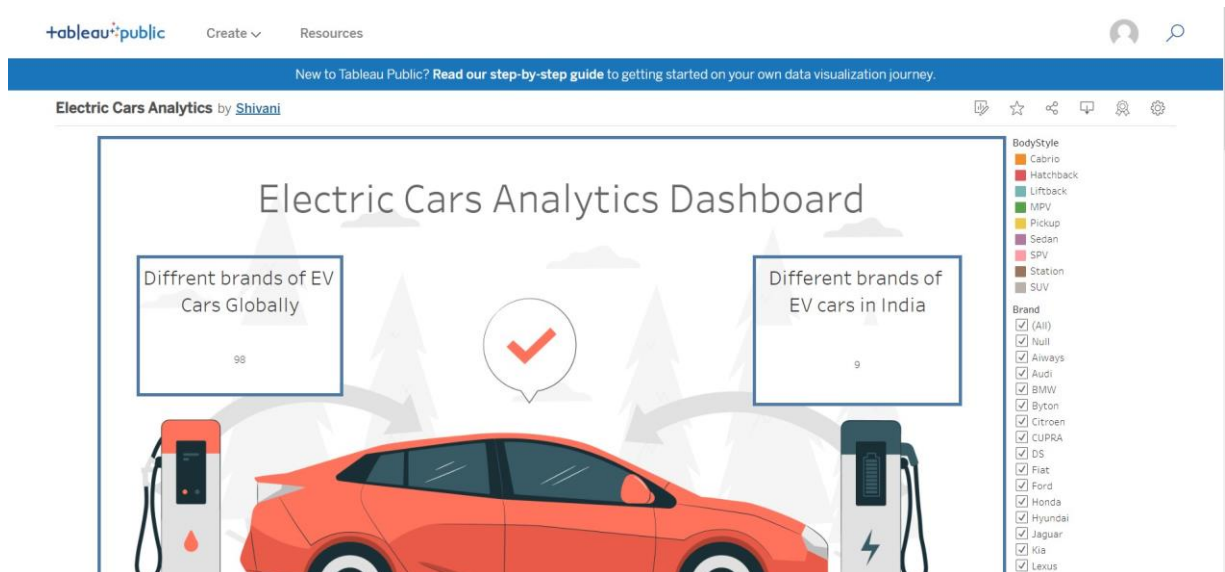 +ableau public
Create
Resources
New to Tableau Public? Read our step-by-step guide to getting started on your own data visualization journey.
Electric Cars Analytics by Shivani
Electric Cars Analytics Dashboard
Diffrent brands of EV
Cars Globally
98
Different brands of
EV cars in India
9
BodyStyle
Cabrio
Hatchback
Liftback
MPV
Pickup
Sedan
SPV
Station
SUV
Brand
(All)
Null
Aiways
Audi
BMW
Byton
Citroen
CUPRA
DS
Fiat
Ford
Honda
Hyundai
Jaguar
Kia
Lexus